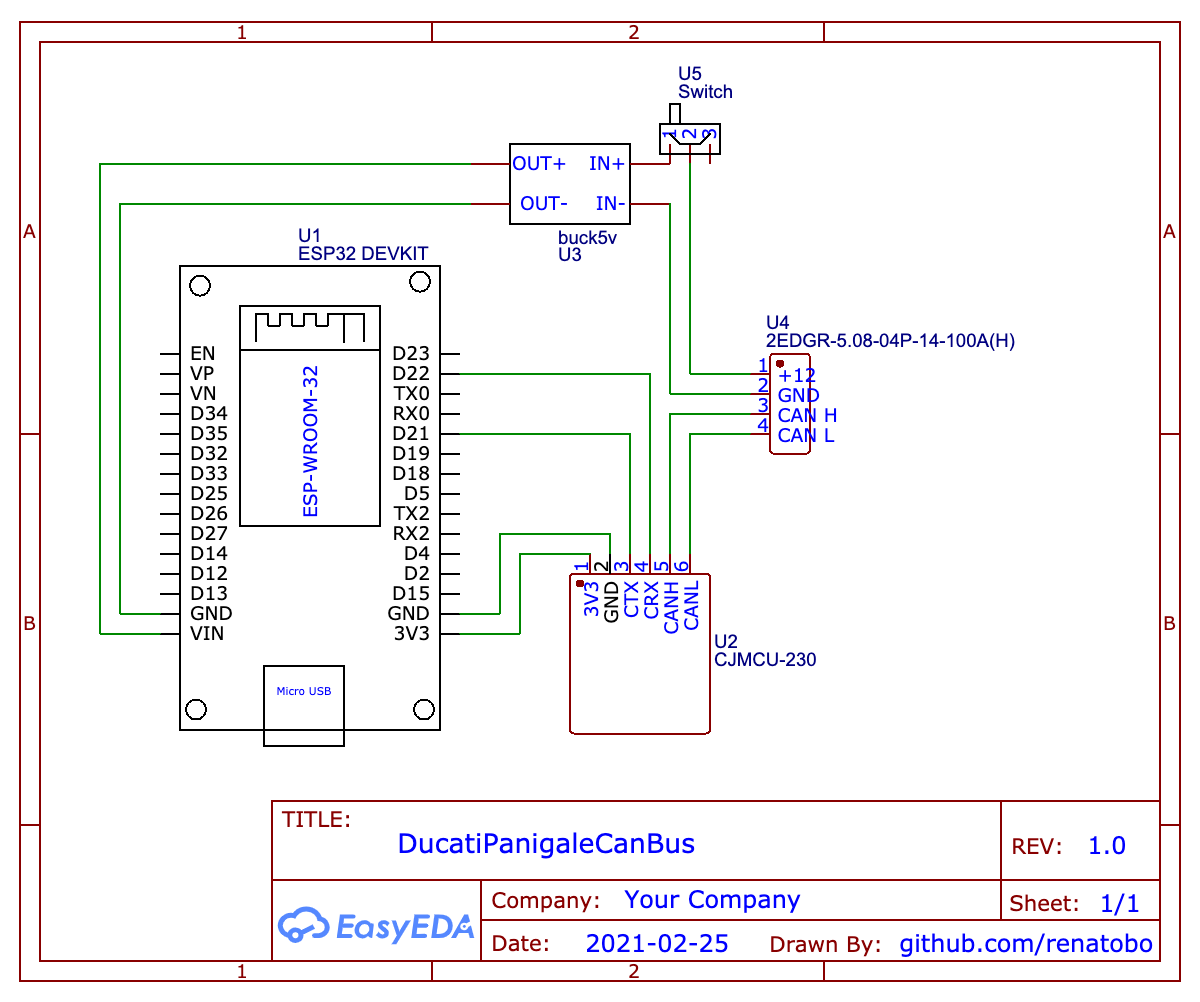 1 2
U5
Switch
1 2 3
OUT+ IN+
OUT- IN-
buck5v
U3
A A
U1
ESP32 DEVKIT
U4
2EDGR-5.08-04P-14-100A(H)
1 +12
2 GND
3 CAN H
4 CAN L
ESP-WROOM-32
EN D23
VP D22
VN TX0
D34 RX0
D35 D21
D32 D19
D33 D18
D25 D5
D26 TX2
D27 RX2
D14 D4
D12 D2
D13 D15
GND GND
VIN 3V3
1 2 3 4 5 6
3V3
GND
CTX
CRX
CANH
CANL
B B
U2
CJMCU-230
Micro USB
TITLE:
DucatiPanigaleCanBus
REV: 1.0
EasyEDA
Company: Your Company
Sheet: 1/1
Date: 2021-02-25 Drawn By: github.com/renatobo
1 2